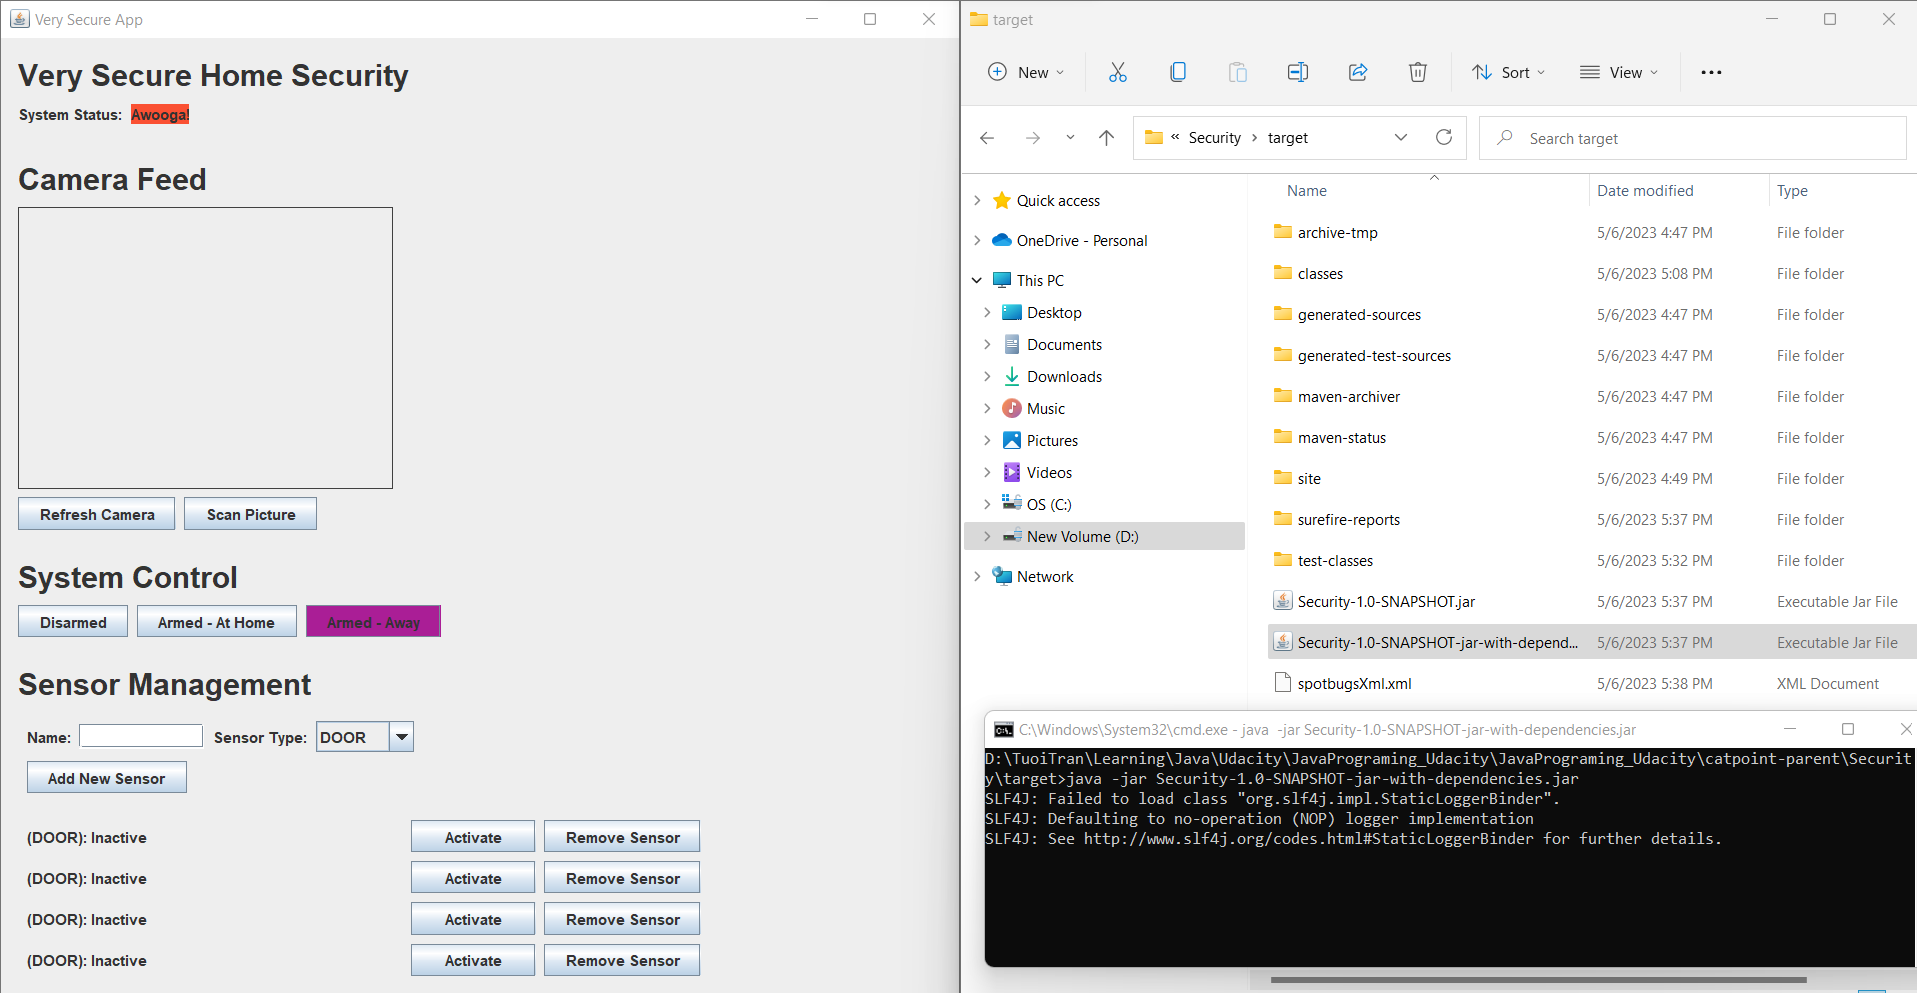 Very Secure App
Very Secure Home Security
System Status: Awooga!
Camera Feed
Refresh Camera
Scan Picture
System Control
Disarmed
Armed - At Home
Armed - Away
Sensor Management
Name:
Sensor Type:
DOOR
Add New Sensor
(DOOR): Inactive Activate Remove Sensor
(DOOR): Inactive Activate Remove Sensor
(DOOR): Inactive Activate Remove Sensor
(DOOR): Inactive Activate Remove Sensor
target
New
Sort
View
« Security > target
Search target
Quick access
OneDrive - Personal
This PC
Desktop
Documents
Downloads
Music
Pictures
Videos
OS (C:)
New Volume (D:)
Network
Name Date modified Type
archive-tmp 5/6/2023 4:47 PM File folder
classes 5/6/2023 5:08 PM File folder
generated-sources 5/6/2023 4:47 PM File folder
generated-test-sources 5/6/2023 4:47 PM File folder
maven-archiver 5/6/2023 4:47 PM File folder
maven-status 5/6/2023 4:47 PM File folder
site 5/6/2023 4:49 PM File folder
surefire-reports 5/6/2023 5:37 PM File folder
test-classes 5/6/2023 5:32 PM File folder
Security-1.0-SNAPSHOT.jar 5/6/2023 5:37 PM Executable Jar File
Security-1.0-SNAPSHOT-jar-with-depend... 5/6/2023 5:37 PM Executable Jar File
spotbugsXml.xml 5/6/2023 5:38 PM XML Document
C:\Windows\System32\cmd.exe - java -jar Security-1.0-SNAPSHOT-jar-with-dependencies.jar
D:\TuoiTran\Learning\Java\Udacity\JavaPrograming_Udacity\JavaPrograming_Udacity\catpoint-parent\Securit
y\target>java -jar Security-1.0-SNAPSHOT-jar-with-dependencies.jar
SLF4J: Failed to load class "org.slf4j.impl.StaticLoggerBinder".
SLF4J: Defaulting to no-operation (NOP) logger implementation
SLF4J: See http://www.slf4j.org/codes.html#StaticLoggerBinder for further details.